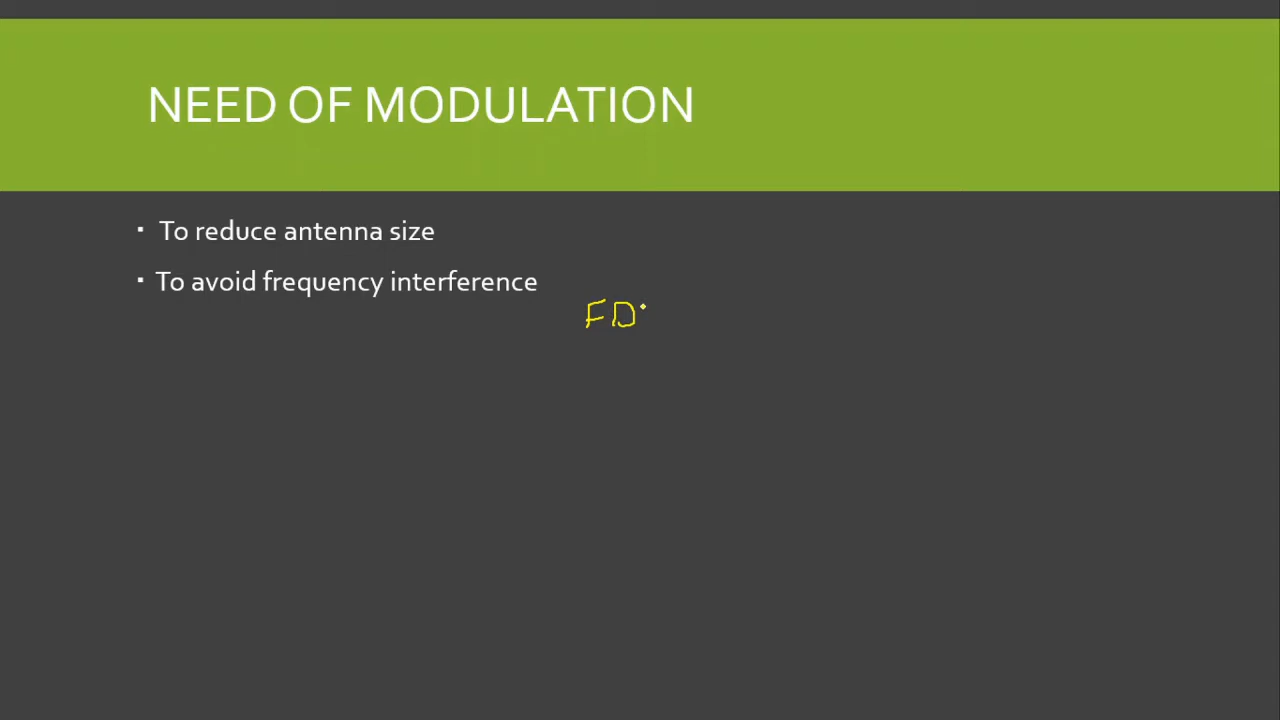 NEED OF MODULATION
▪ To reduce antenna size
▪ To avoid frequency interference
FD